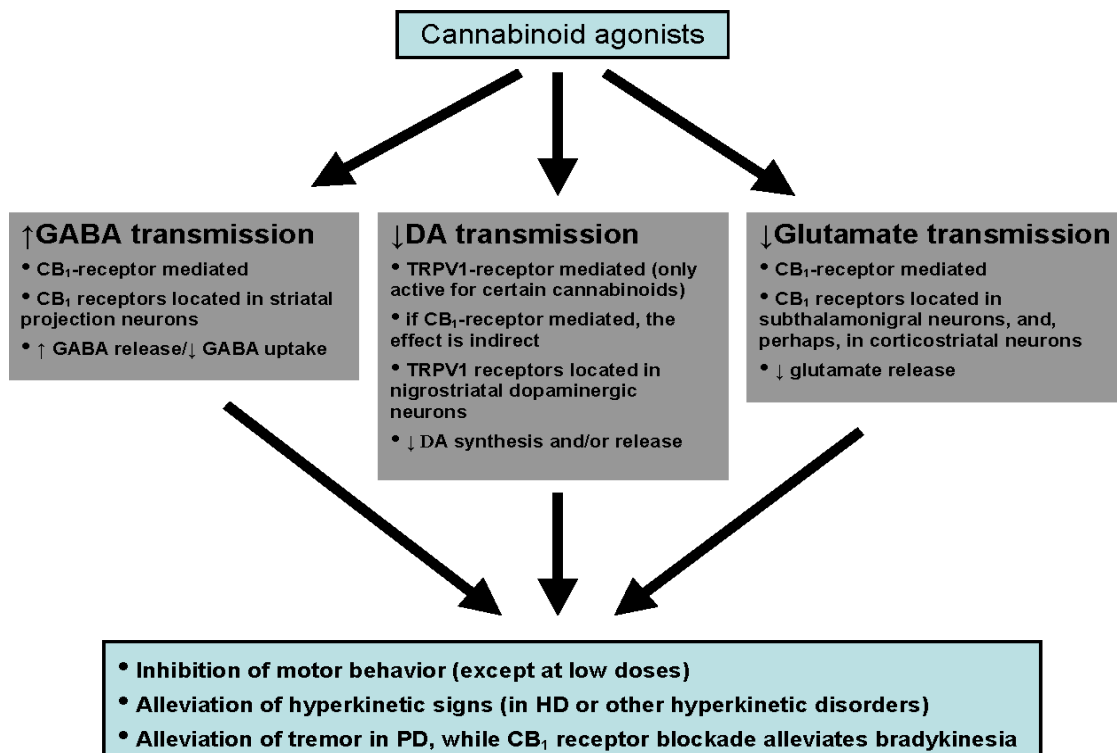 Cannabinoid agonists
↑GABA transmission
• CB₁-receptor mediated
• CB₁ receptors located in striatal
projection neurons
• ↑ GABA release/↓ GABA uptake
↓DA transmission
• TRPV1-receptor mediated (only
active for certain cannabinoids)
• if CB₁-receptor mediated, the
effect is indirect
• TRPV1 receptors located in
nigrostriatal dopaminergic
neurons
• ↓ DA synthesis and/or release
↓Glutamate transmission
• CB₁-receptor mediated
• CB₁ receptors located in
subthalamonigral neurons, and,
perhaps, in corticostriatal neurons
• ↓ glutamate release
• Inhibition of motor behavior (except at low doses)
• Alleviation of hyperkinetic signs (in HD or other hyperkinetic disorders)
• Alleviation of tremor in PD, while CB₁ receptor blockade alleviates bradykinesia